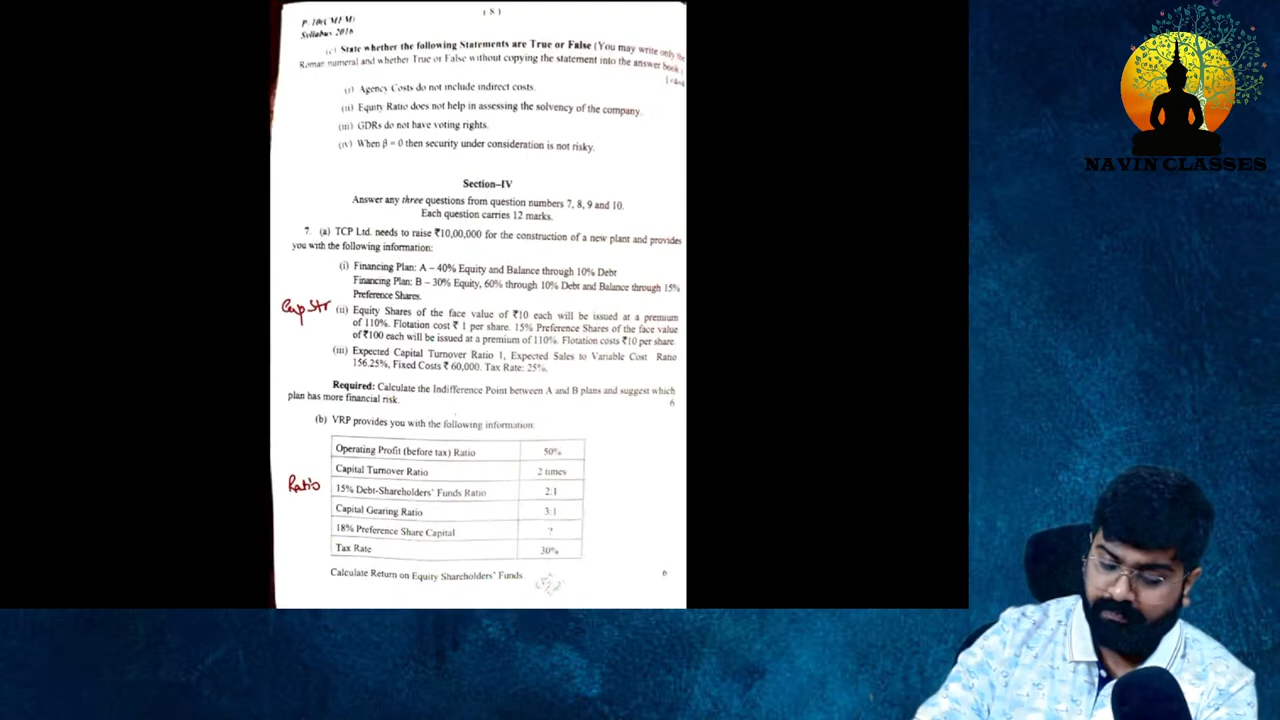 ( 8 )
P-10(CMFM)
Syllabus 2016
(c) State whether the following Statements are True or False (You may write only the
Roman numeral and whether True or False without copying the statement into the answer book)
(i) Agency Costs do not include indirect costs.
(ii) Equity Ratio does not help in assessing the solvency of the company.
(iii) GDRs do not have voting rights.
(iv) When β = 0 then security under consideration is not risky.
Section–IV
Answer any three questions from question numbers 7, 8, 9 and 10.
Each question carries 12 marks.
7. (a) TCP Ltd. needs to raise ₹10,00,000 for the construction of a new plant and provides
you with the following information:
(i) Financing Plan: A – 40% Equity and Balance through 10% Debt
Financing Plan: B – 30% Equity, 60% through 10% Debt and Balance through 15%
Preference Shares.
Cap Str
(ii) Equity Shares of the face value of ₹10 each will be issued at a premium
of 110%. Flotation cost ₹ 1 per share. 15% Preference Shares of the face value
of ₹100 each will be issued at a premium of 110%. Flotation costs ₹10 per share.
(iii) Expected Capital Turnover Ratio 1, Expected Sales to Variable Cost Ratio
156.25%, Fixed Costs ₹ 60,000. Tax Rate: 25%.
Required: Calculate the Indifference Point between A and B plans and suggest which
plan has more financial risk.
6
(b) VRP provides you with the following information:
Operating Profit (before tax) Ratio 50%
Capital Turnover Ratio 2 times
Ratio
15% Debt-Shareholders' Funds Ratio 2:1
Capital Gearing Ratio 3:1
18% Preference Share Capital ?
Tax Rate 30%
Calculate Return on Equity Shareholders' Funds.
6
NAVIN CLASSES